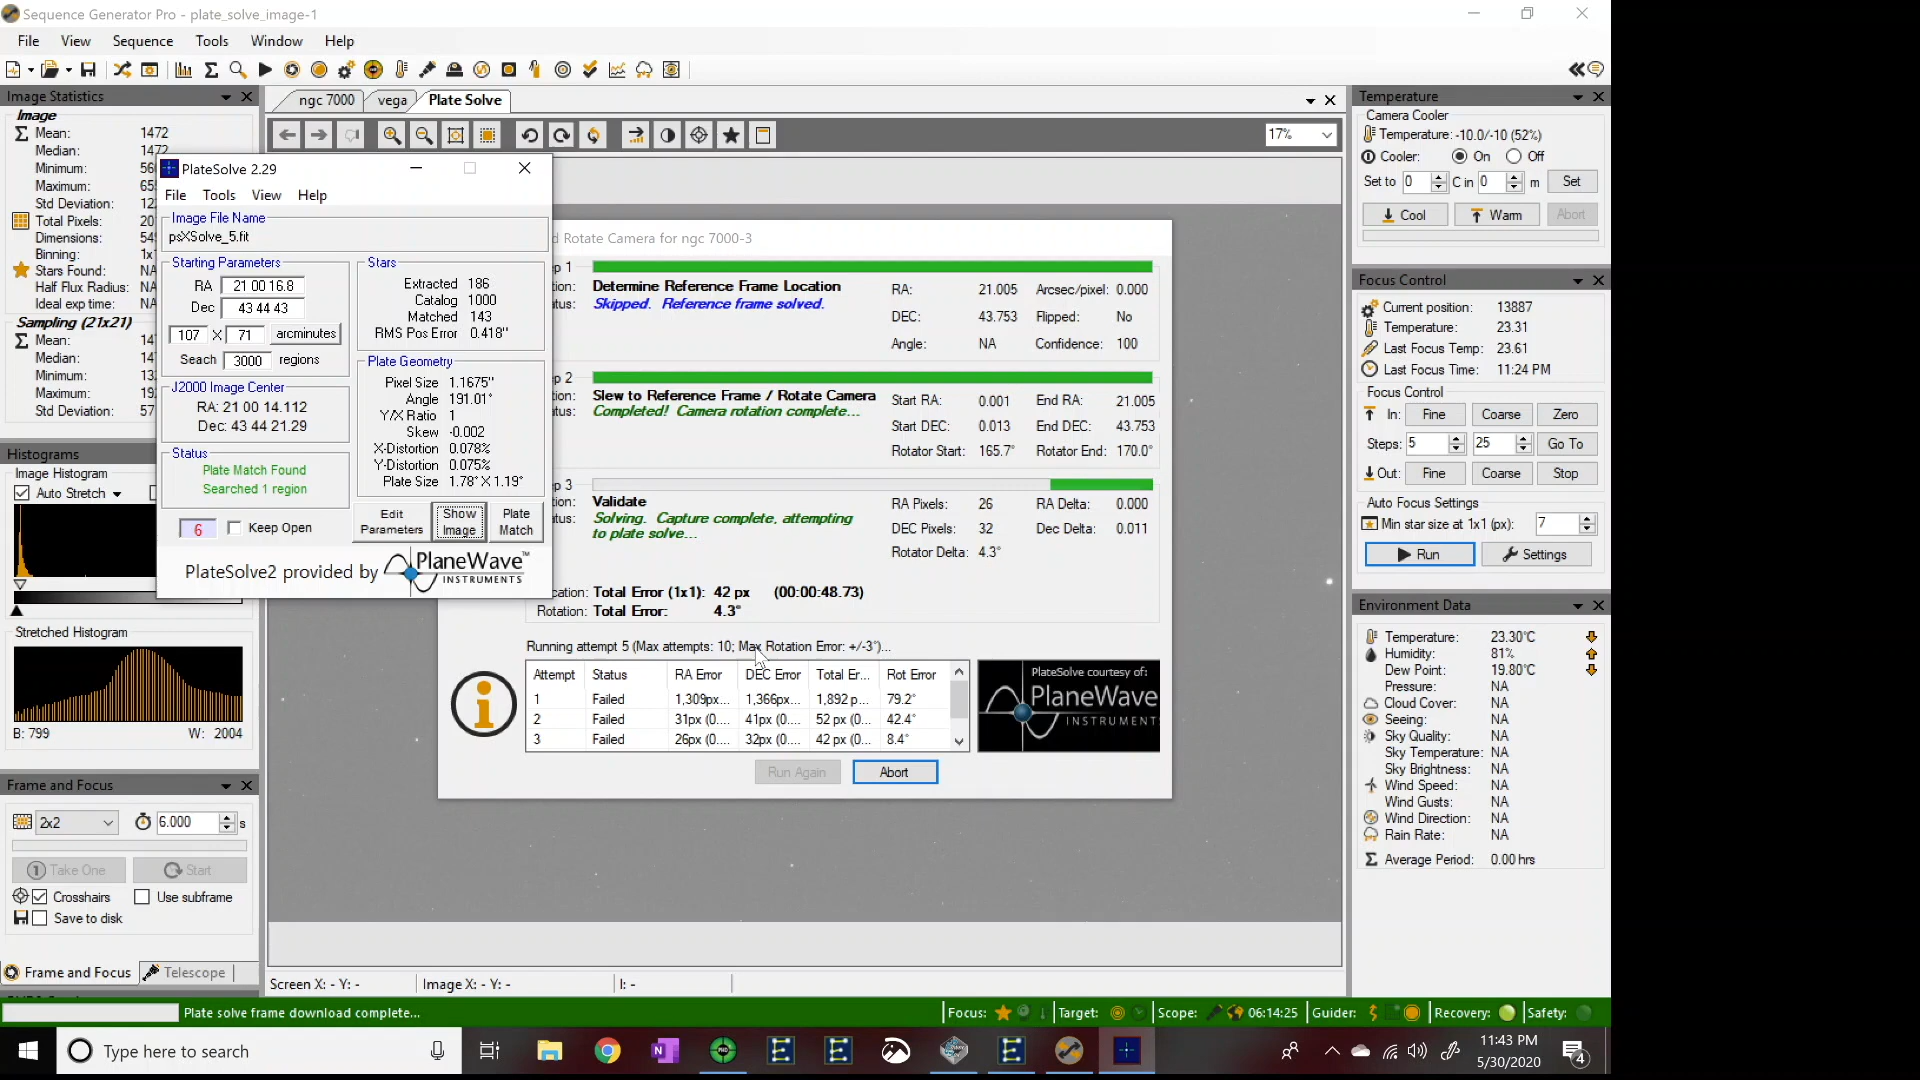 Sequence Generator Pro - plate_solve_image-1
File View Sequence Tools Window Help
Image Statistics
Image
Mean: 1472
Median: 1472
Minimum:
Maximum:
Std Deviation:
Total Pixels:
Dimensions:
Binning:
Stars Found:
Half Flux Radius:
Ideal exp time:
Sampling (21x21)
Mean:
Median:
Minimum:
Maximum:
Std Deviation:
Histograms
Image Histogram
Auto Stretch
Stretched Histogram
B: 799 W: 2004
Frame and Focus
2x2 6.000 s
Take One Start
Crosshairs Use subframe
Save to disk
Frame and Focus Telescope
ngc 7000 vega Plate Solve
17%
PlateSolve 2.29
File Tools View Help
Image File Name
psXSolve_5.fit
Starting Parameters
RA 21 00 16.8
Dec 43 44 43
107 X 71 arcminutes
Seach 3000 regions
J2000 Image Center
RA: 21 00 14.112
Dec: 43 44 21.29
Status
Plate Match Found
Searched 1 region
6 Keep Open
Stars
Extracted 186
Catalog 1000
Matched 143
RMS Pos Error 0.418"
Plate Geometry
Pixel Size 1.1675"
Angle 191.01°
Y/X Ratio 1
Skew -0.002
X-Distortion 0.078%
Y-Distortion 0.075%
Plate Size 1.78° X 1.19°
Edit Parameters
Show Image
Plate Match
PlateSolve2 provided by PlaneWave™ INSTRUMENTS
d Rotate Camera for ngc 7000-3
Determine Reference Frame Location
Skipped. Reference frame solved.
RA: 21.005 Arcsec/pixel: 0.000
DEC: 43.753 Flipped: No
Angle: NA Confidence: 100
Slew to Reference Frame / Rotate Camera
Completed! Camera rotation complete...
Start RA: 0.001 End RA: 21.005
Start DEC: 0.013 End DEC: 43.753
Rotator Start: 165.7° Rotator End: 170.0°
Validate
Solving. Capture complete, attempting
to plate solve...
RA Pixels: 26 RA Delta: 0.000
DEC Pixels: 32 Dec Delta: 0.011
Rotator Delta: 4.3°
cation: Total Error (1x1): 42 px (00:00:48.73)
Rotation: Total Error: 4.3°
Running attempt 5 (Max attempts: 10; Max Rotation Error: +/-3°)...
Attempt Status RA Error DEC Error Total Er... Rot Error
1 Failed 1,309px... 1,366px... 1,892 p... 79.2°
2 Failed 31px (0.... 41px (0.... 52 px (0... 42.4°
3 Failed 26px (0.... 32px (0.... 42 px (0... 8.4°
PlateSolve courtesy of:
PlaneWave
INSTRUMENT
Run Again Abort
Screen X: - Y: - Image X: - Y: - I: -
Temperature
Camera Cooler
Temperature: -10.0/-10 (52%)
Cooler: On Off
Set to 0 C in 0 m Set
Cool Warm Abort
Focus Control
Current position: 13887
Temperature: 23.31
Last Focus Temp: 23.61
Last Focus Time: 11:24 PM
Focus Control
In: Fine Coarse Zero
Steps: 5 25 Go To
Out: Fine Coarse Stop
Auto Focus Settings
Min star size at 1x1 (px): 7
Run Settings
Environment Data
Temperature: 23.30°C
Humidity: 81%
Dew Point: 19.80°C
Pressure: NA
Cloud Cover: NA
Seeing: NA
Sky Quality: NA
Sky Temperature: NA
Sky Brightness: NA
Wind Speed: NA
Wind Gusts: NA
Wind Direction: NA
Rain Rate: NA
Average Period: 0.00 hrs
Plate solve frame download complete...
Focus: Target: Scope: 06:14:25 Guider: Recovery: Safety:
Type here to search
11:43 PM
5/30/2020
4